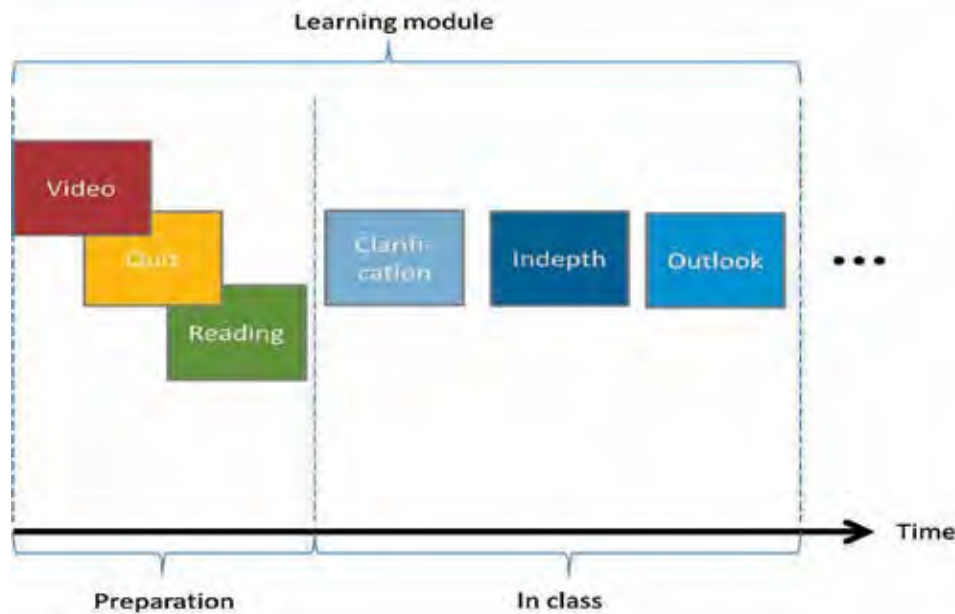 Learning module
Video
Quiz
Reading
Clarifi-
cation
Indepth
Outlook
Time
Preparation
In class